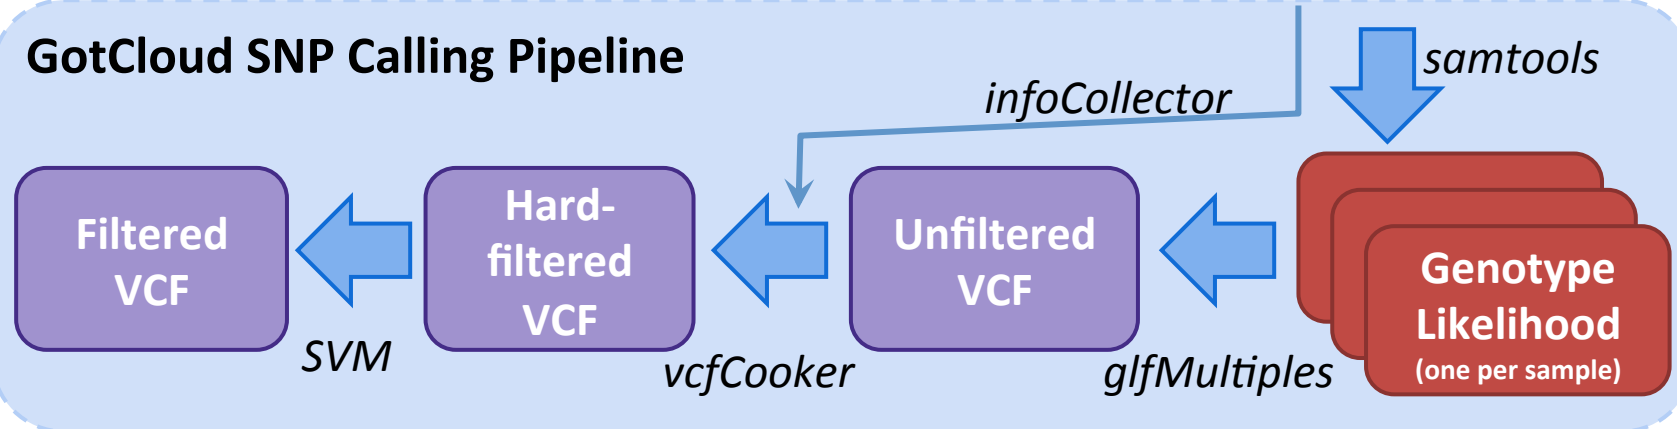 GotCloud SNP Calling Pipeline
samtools
infoCollector
Filtered
VCF
SVM
Hard-
filtered
VCF
vcfCooker
Unfiltered
VCF
glfMultiples
Genotype
Likelihood
(one per sample)